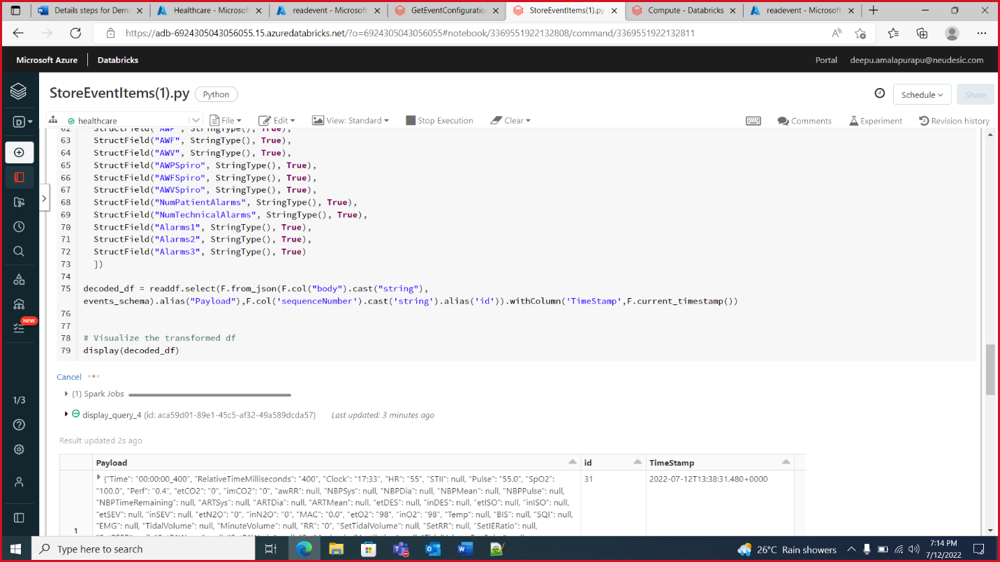 Details steps for Demo
Healthcare - Microsoft
readevent - Microsoft
GetEventConfiguration
StoreEventItems(1).py
Compute - Databricks
readevent - Microsoft
https://adb-6924305043056055.15.azuredatabricks.net/?o=6924305043056055#notebook/3369551922132808/command/3369551922132811
Microsoft Azure Databricks Portal deepu.amalapurapu@neudesic.com
StoreEventItems(1).py Python Schedule Share
D healthcare File Edit View: Standard Stop Execution Clear Comments Experiment Revision history
62 StructField("AWP", StringType(), True),
63 StructField("AWF", StringType(), True),
64 StructField("AWV", StringType(), True),
65 StructField("AWPSpiro", StringType(), True),
66 StructField("AWFSpiro", StringType(), True),
67 StructField("AWVSpiro", StringType(), True),
68 StructField("NumPatientAlarms", StringType(), True),
69 StructField("NumTechnicalAlarms", StringType(), True),
70 StructField("Alarms1", StringType(), True),
71 StructField("Alarms2", StringType(), True),
72 StructField("Alarms3", StringType(), True)
73 ])
74
75 decoded_df = readdf.select(F.from_json(F.col("body").cast("string"),
events_schema).alias("Payload"),F.col('sequenceNumber').cast('string').alias('id')).withColumn('TimeStamp',F.current_timestamp())
76
77
78 # Visualize the transformed df
79 display(decoded_df)
NEW
1/3
Cancel
(1) Spark Jobs
display_query_4 (id: aca59d01-89e1-45c5-af32-49a589dcda57) Last updated: 3 minutes ago
Result updated 2s ago
Payload id TimeStamp
{"Time": "00:00:00_400", "RelativeTimeMilliseconds": "400", "Clock": "17:33", "HR": "55", "STII": null, "Pulse": "55.0", "SpO2": 31 2022-07-12T13:38:31.480+0000
"100.0", "Perf": "0.4", "etCO2": "0", "imCO2": "0", "awRR": null, "NBPSys": null, "NBPDia": null, "NBPMean": null, "NBPPulse": null,
"NBPTimeRemaining": null, "ARTSys": null, "ARTDia": null, "ARTMean": null, "etDES": null, "inDES": null, "etISO": null, "inISO": null,
"etSEV": null, "inSEV": null, "etN2O": "0", "inN2O": "0", "MAC": "0.0", "etO2": "98", "inO2": "98", "Temp": null, "BIS": null, "SQI": null,
"EMG": null, "TidalVolume": null, "MinuteVolume": null, "RR": "0", "SetTidalVolume": null, "SetRR": null, "SetIERatio": null,
1
Type here to search
26°C Rain showers
7:14 PM
7/12/2022